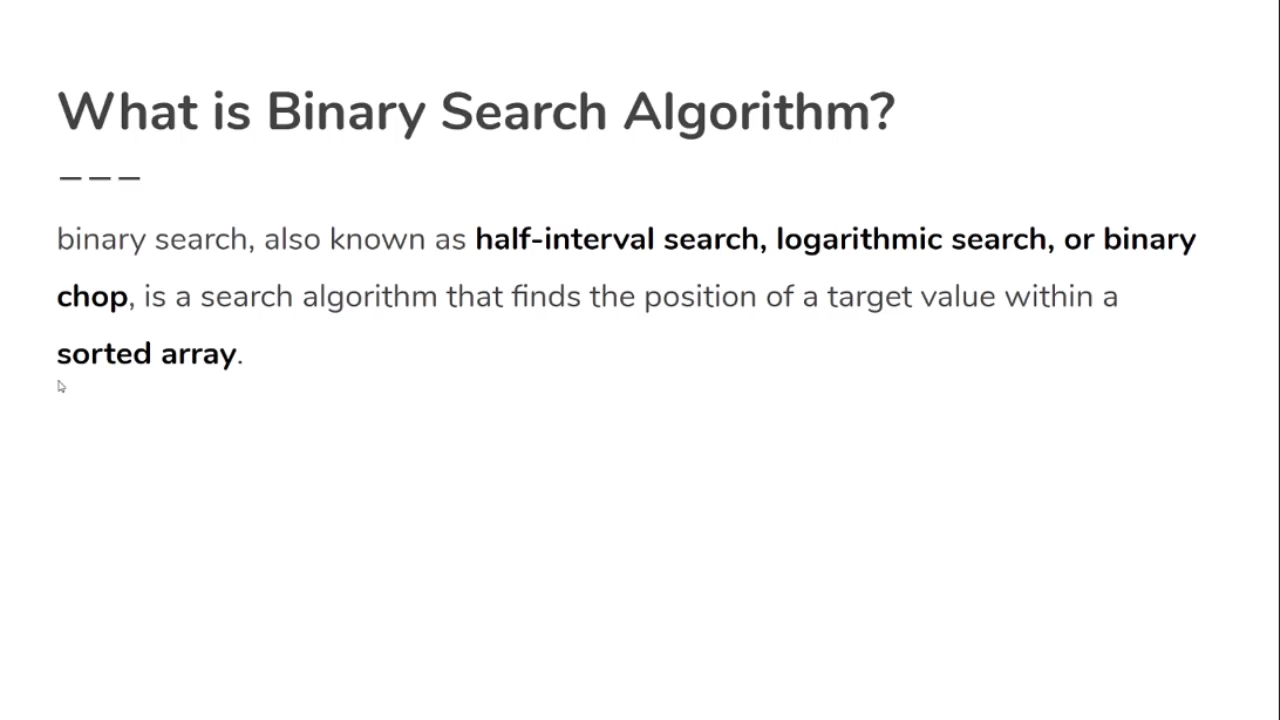 What is Binary Search Algorithm?
binary search, also known as half-interval search, logarithmic search, or binary
chop, is a search algorithm that finds the position of a target value within a
sorted array.